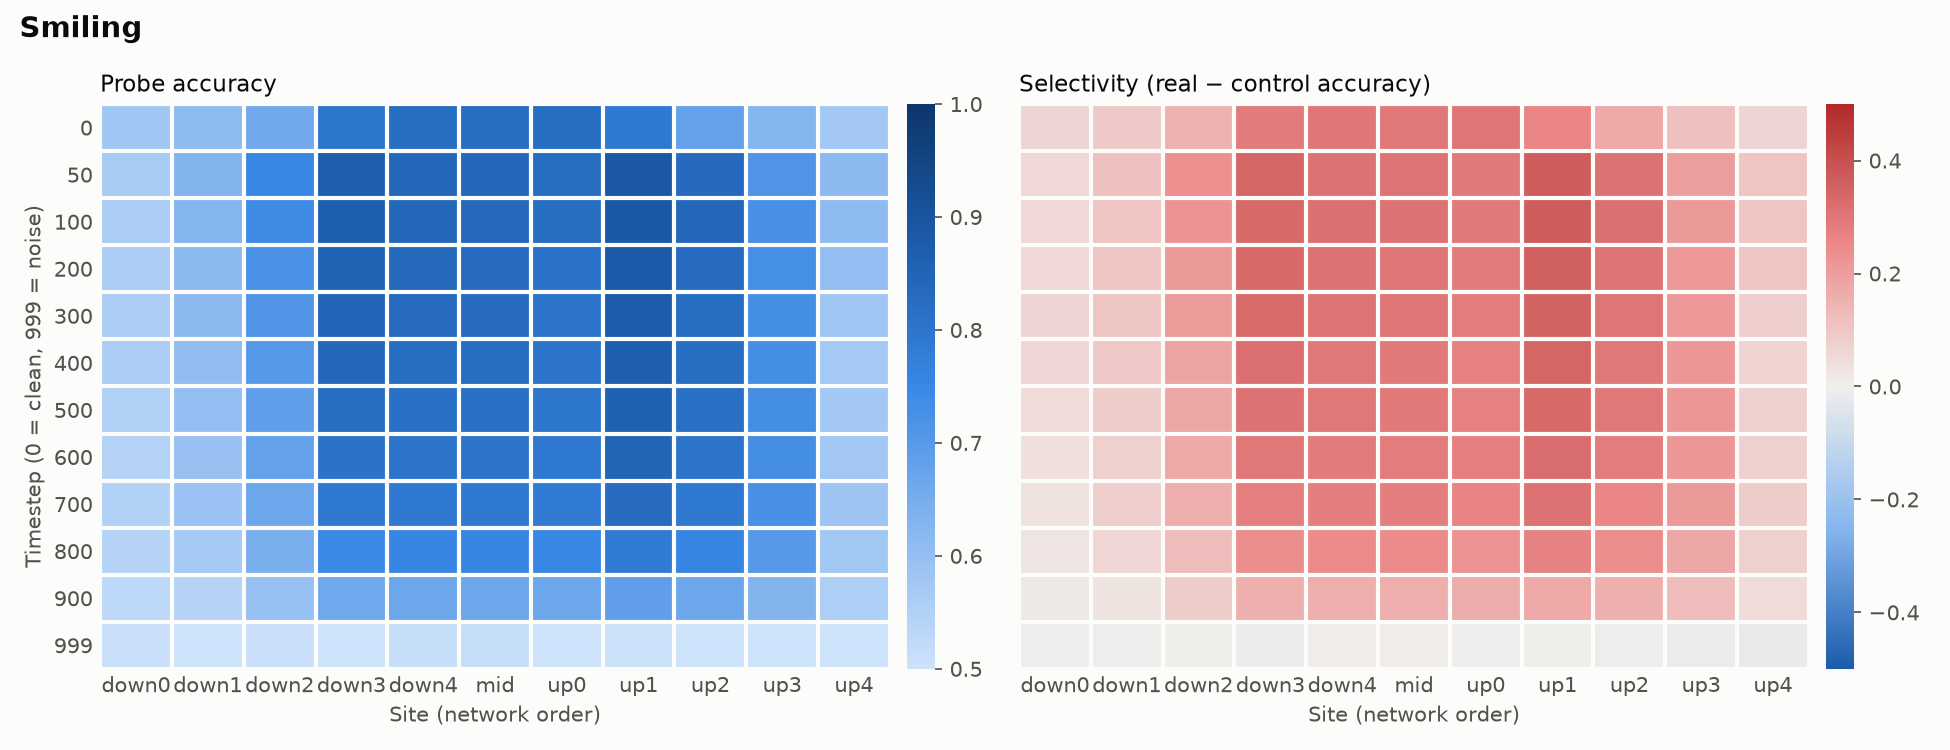 Smiling
Probe accuracy
Timestep (0 = clean, 999 = noise)
0
50
100
200
300
400
500
600
700
800
900
999
down0 down1 down2 down3 down4 mid up0 up1 up2 up3 up4
Site (network order)
1.0
0.9
0.8
0.7
0.6
0.5
Selectivity (real − control accuracy)
down0 down1 down2 down3 down4 mid up0 up1 up2 up3 up4
Site (network order)
0.4
0.2
0.0
−0.2
−0.4